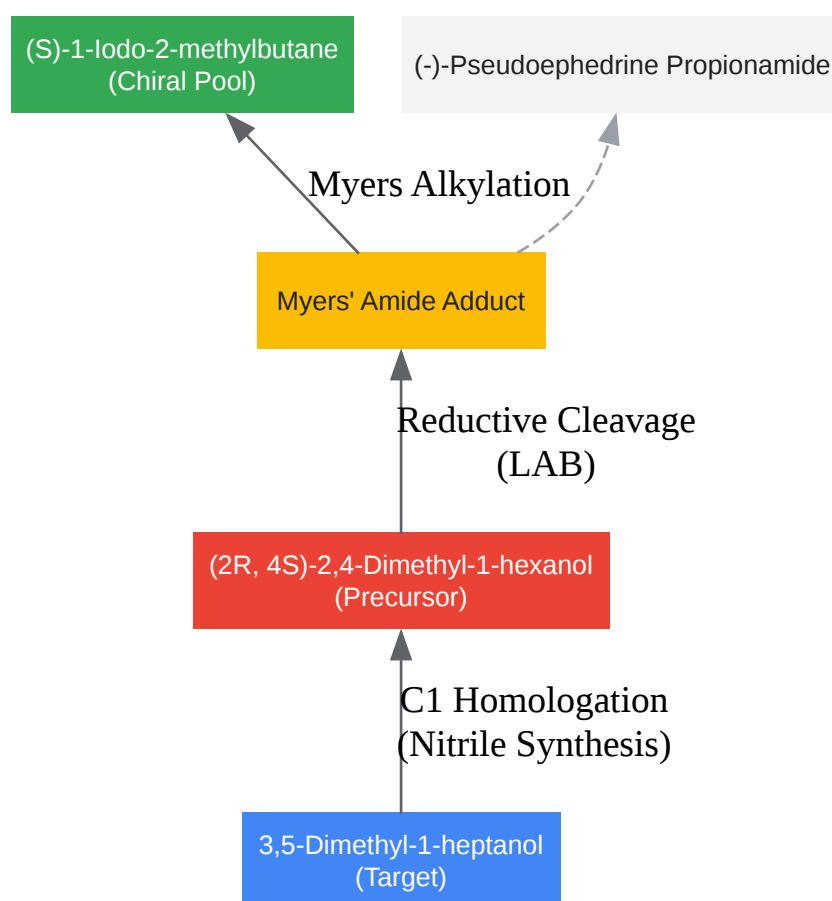 (S)-1-Iodo-2-methylbutane
(Chiral Pool)
(-)-Pseudoephedrine Propionamide
Myers Alkylation
Myers' Amide Adduct
Reductive Cleavage
(LAB)
(2R, 4S)-2,4-Dimethyl-1-hexanol
(Precursor)
C1 Homologation
(Nitrile Synthesis)
3,5-Dimethyl-1-heptanol
(Target)